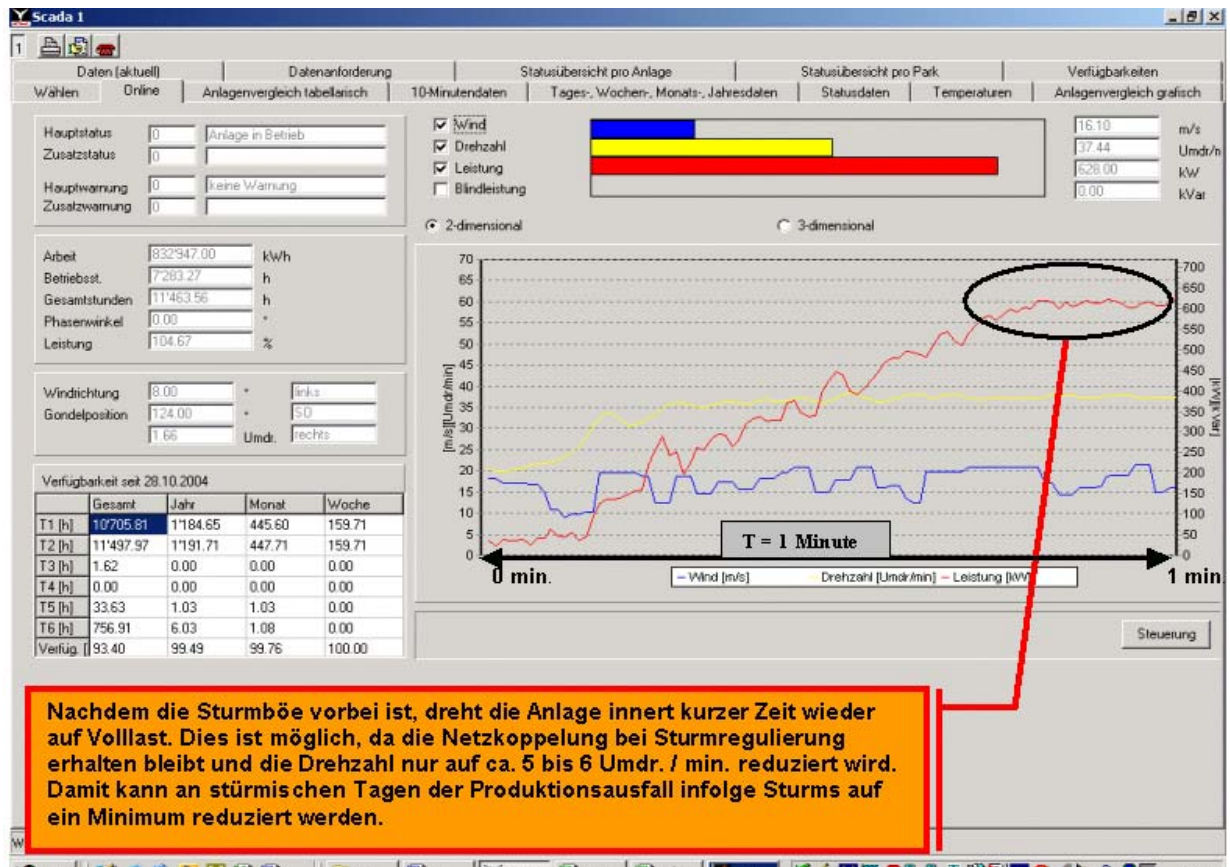 Scada 1
1
Daten (aktuell) Datenanforderung Statusübersicht pro Anlage Statusübersicht pro Park Verfügbarkeiten
Wählen Online Anlagenvergleich tabellarisch 10-Minutendaten Tages-, Wochen-, Monats-, Jahresdaten Statusdaten Temperaturen Anlagenvergleich grafisch
Hauptstatus 0 Anlage in Betrieb
Zusatzstatus 0
Hauptwarnung 0 keine Warnung
Zusatzwarnung 0
Wind 16.10 m/s
Drehzahl 37.44 Umdr/n
Leistung 628.00 kW
Blindleistung 0.00 kVar
2-dimensional 3-dimensional
Arbeit 832'947.00 kWh
Betriebsst. 7'283.27 h
Gesamtstunden 11'463.56 h
Phasenwinkel 0.00 °
Leistung 104.67 %
Windrichtung 8.00 ° links
Gondelposition 124.00 ° SO
1.66 Umdr. rechts
Verfügbarkeit seit 28.10.2004
Gesamt Jahr Monat Woche
T1 [h] 10'705.81 1'184.65 445.60 159.71
T2 [h] 11'497.97 1'191.71 447.71 159.71
T3 [h] 1.62 0.00 0.00 0.00
T4 [h] 0.00 0.00 0.00 0.00
T5 [h] 33.63 1.03 1.03 0.00
T6 [h] 756.91 6.03 1.08 0.00
Verfüg. [ 93.40 99.49 99.76 100.00
70
65
60
55
50
45
40
35
30
25
20
15
10
5
0
[m/s][Umdr/min]
700
650
600
550
500
450
400
350
300
250
200
150
100
50
0
[kW][kVar]
T = 1 Minute
0 min. 1 min
Wind [m/s] Drehzahl [Umdr/min] Leistung [kW]
Steuerung
Nachdem die Sturmböe vorbei ist, dreht die Anlage innert kurzer Zeit wieder
auf Volllast. Dies ist möglich, da die Netzkoppelung bei Sturmregulierung
erhalten bleibt und die Drehzahl nur auf ca. 5 bis 6 Umdr. / min. reduziert wird.
Damit kann an stürmischen Tagen der Produktionsausfall infolge Sturms auf
ein Minimum reduziert werden.